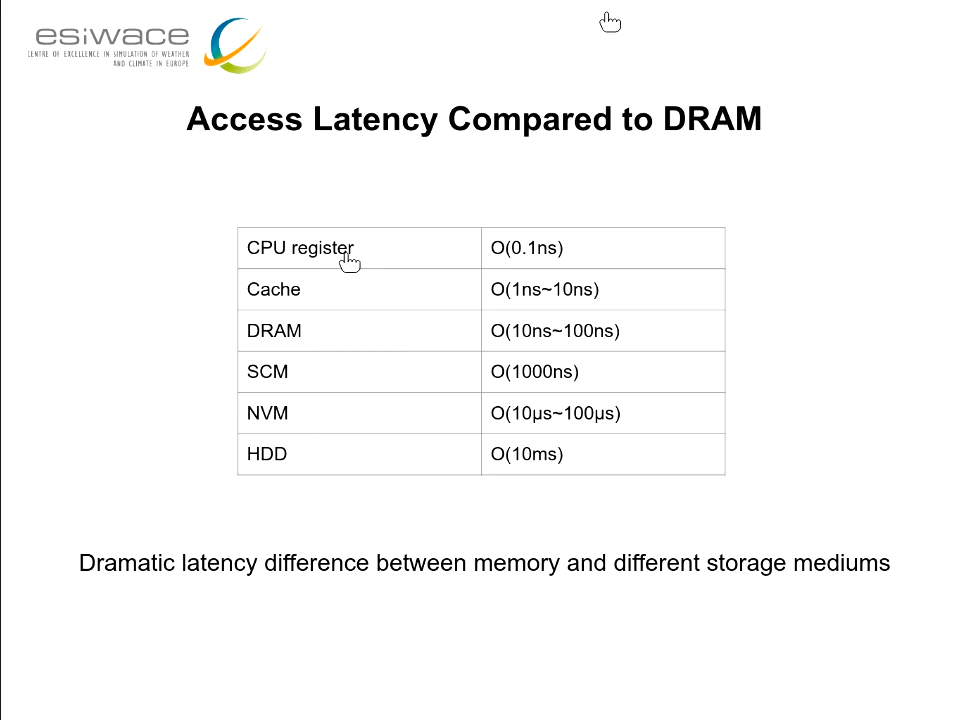 esiwace
CENTRE OF EXCELLENCE IN SIMULATION OF WEATHER
AND CLIMATE IN EUROPE
Access Latency Compared to DRAM
CPU register O(0.1ns)
Cache O(1ns~10ns)
DRAM O(10ns~100ns)
SCM O(1000ns)
NVM O(10µs~100µs)
HDD O(10ms)
Dramatic latency difference between memory and different storage mediums